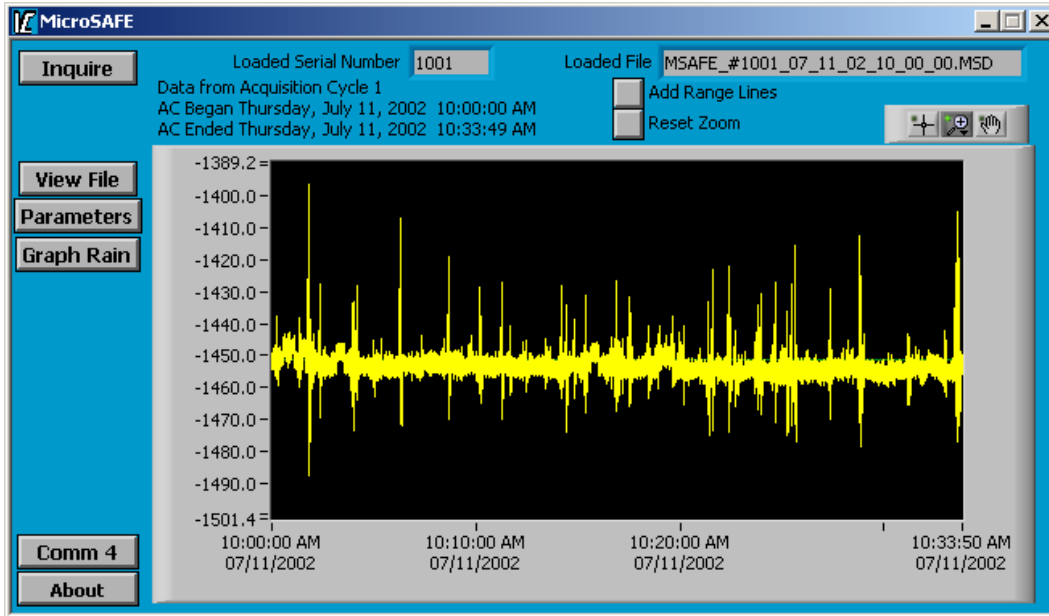 MicroSAFE
Inquire
Loaded Serial Number 1001
Loaded File MSAFE_#1001_07_11_02_10_00_00.MSD
Data from Acquisition Cycle 1
AC Began Thursday, July 11, 2002 10:00:00 AM
AC Ended Thursday, July 11, 2002 10:33:49 AM
Add Range Lines
Reset Zoom
View File
Parameters
Graph Rain
Comm 4
About
-1389.2
-1400.0
-1410.0
-1420.0
-1430.0
-1440.0
-1450.0
-1460.0
-1470.0
-1480.0
-1490.0
-1501.4
10:00:00 AM 10:10:00 AM 10:20:00 AM 10:33:50 AM
07/11/2002 07/11/2002 07/11/2002 07/11/2002